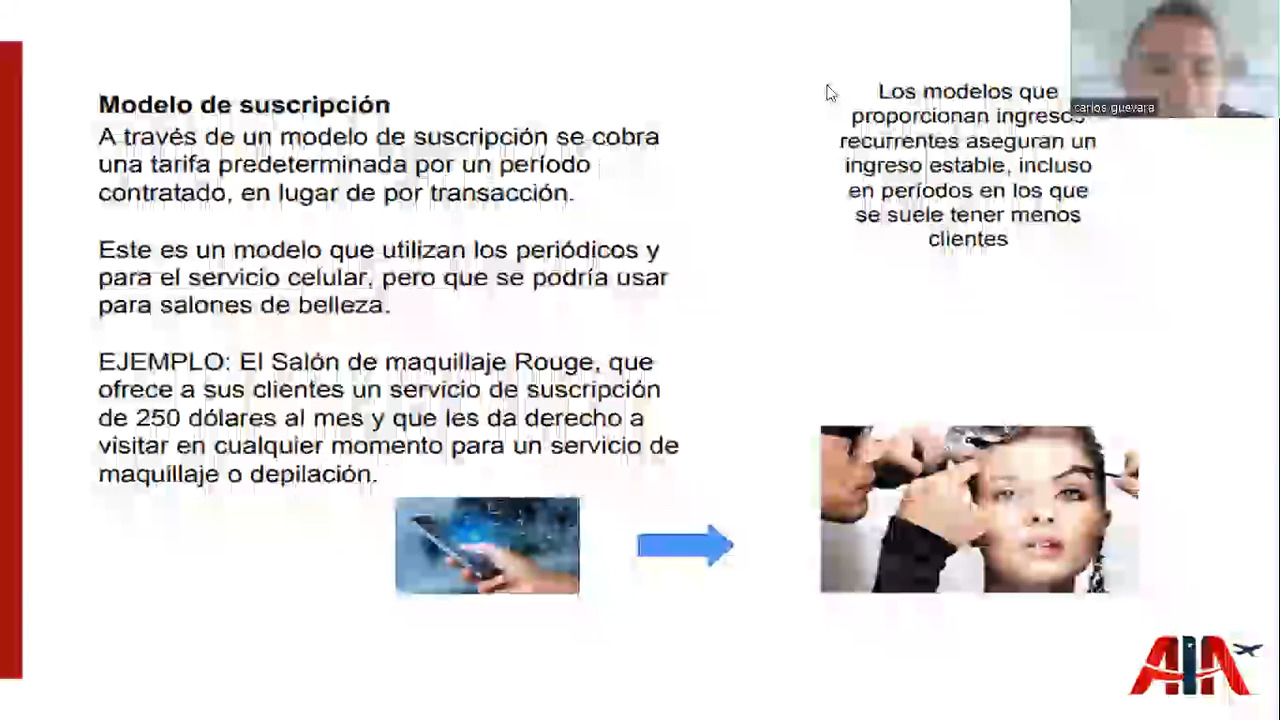 Modelo de suscripción
A través de un modelo de suscripción se cobra
una tarifa predeterminada por un período
contratado, en lugar de por transacción.
Este es un modelo que utilizan los periódicos y
para el servicio celular, pero que se podría usar
para salones de belleza.
EJEMPLO: El Salón de maquillaje Rouge, que
ofrece a sus clientes un servicio de suscripción
de 250 dólares al mes y que les da derecho a
visitar en cualquier momento para un servicio de
maquillaje o depilación.
Los modelos que
proporcionan ingresos
recurrentes aseguran un
ingreso estable, incluso
en períodos en los que
se suele tener menos
clientes
carlos guevara
AIA